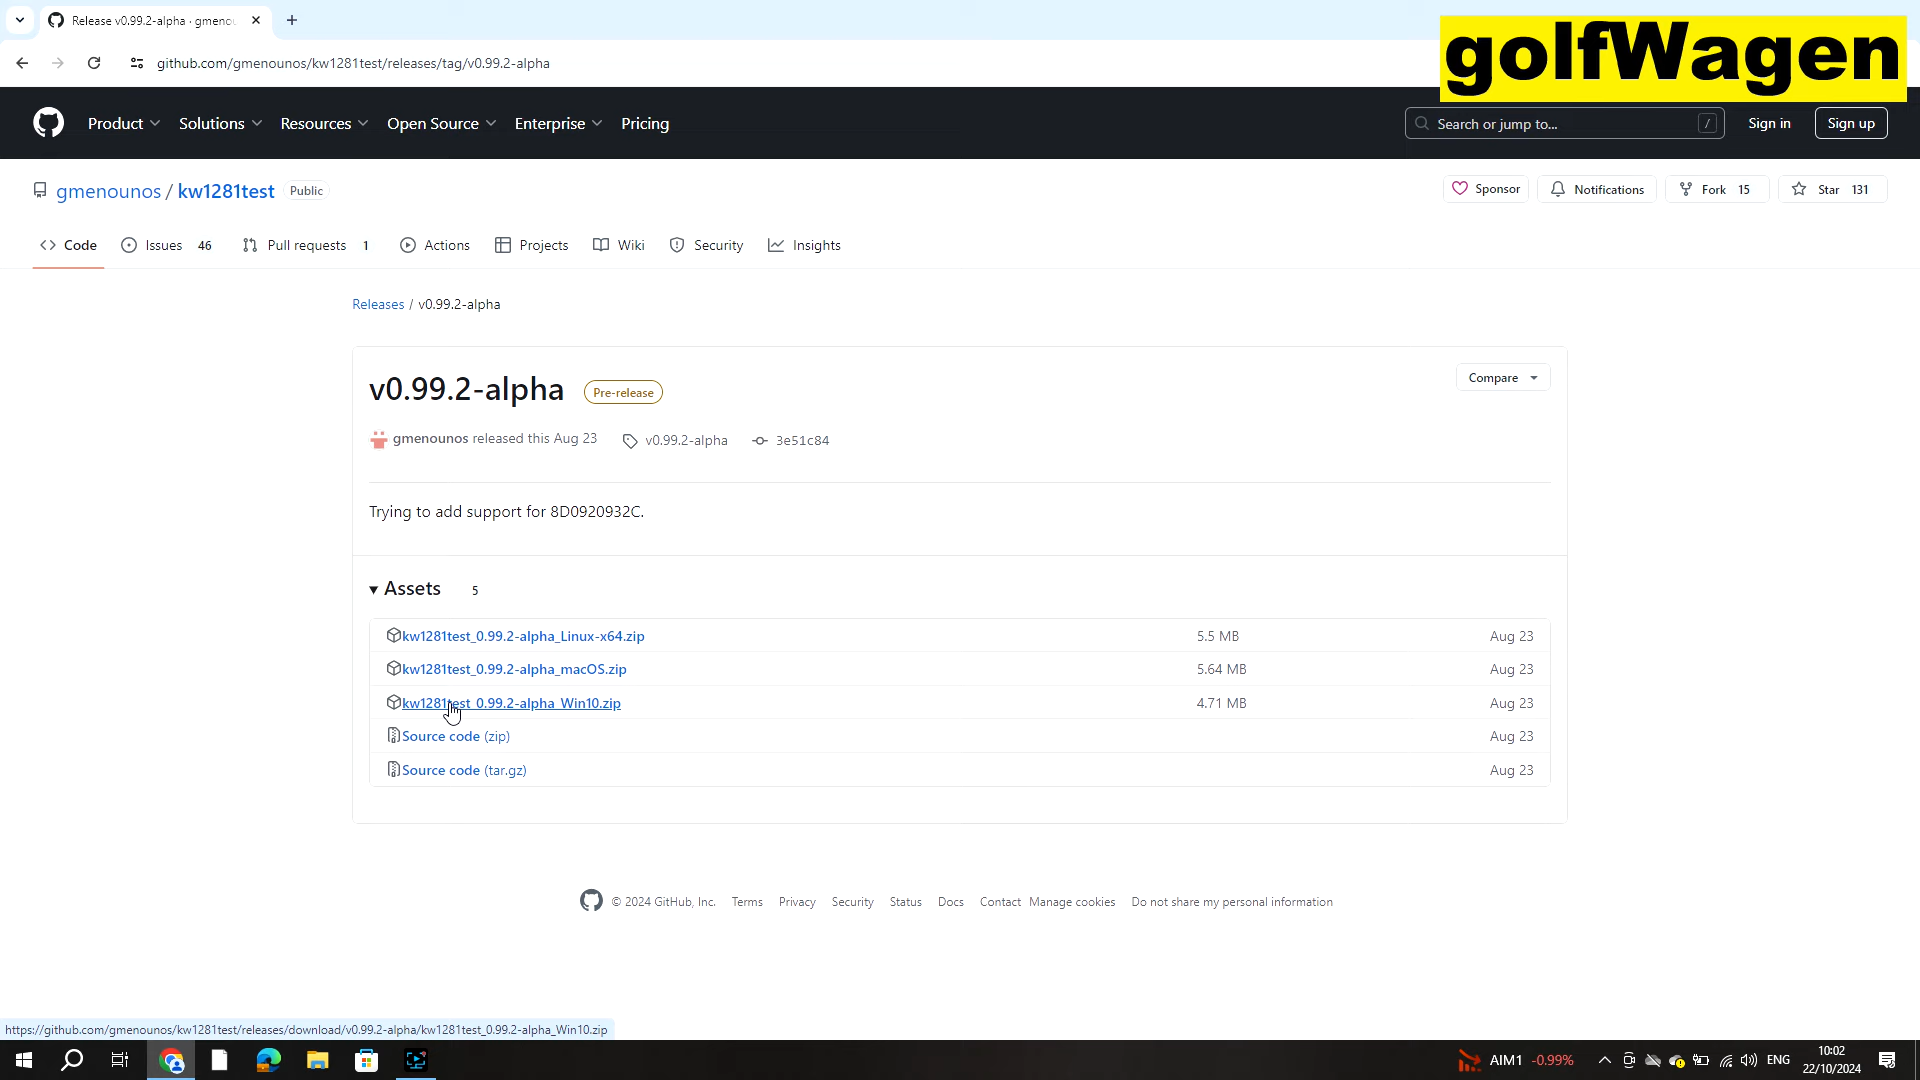 Release v0.99.2-alpha · gmenou
golfWagen
github.com/gmenounos/kw1281test/releases/tag/v0.99.2-alpha
Product Solutions Resources Open Source Enterprise Pricing Search or jump to... / Sign in Sign up
gmenounos / kw1281test Public Sponsor Notifications Fork 15 Star 131
Code Issues 46 Pull requests 1 Actions Projects Wiki Security Insights
Releases / v0.99.2-alpha
v0.99.2-alpha Pre-release Compare
gmenounos released this Aug 23 v0.99.2-alpha 3e51c84
Trying to add support for 8D0920932C.
Assets 5
kw1281test_0.99.2-alpha_Linux-x64.zip 5.5 MB Aug 23
kw1281test_0.99.2-alpha_macOS.zip 5.64 MB Aug 23
kw1281test_0.99.2-alpha_Win10.zip 4.71 MB Aug 23
Source code (zip) Aug 23
Source code (tar.gz) Aug 23
© 2024 GitHub, Inc. Terms Privacy Security Status Docs Contact Manage cookies Do not share my personal information
https://github.com/gmenounos/kw1281test/releases/download/v0.99.2-alpha/kw1281test_0.99.2-alpha_Win10.zip
AIM1 -0.99% ENG 10:02
22/10/2024